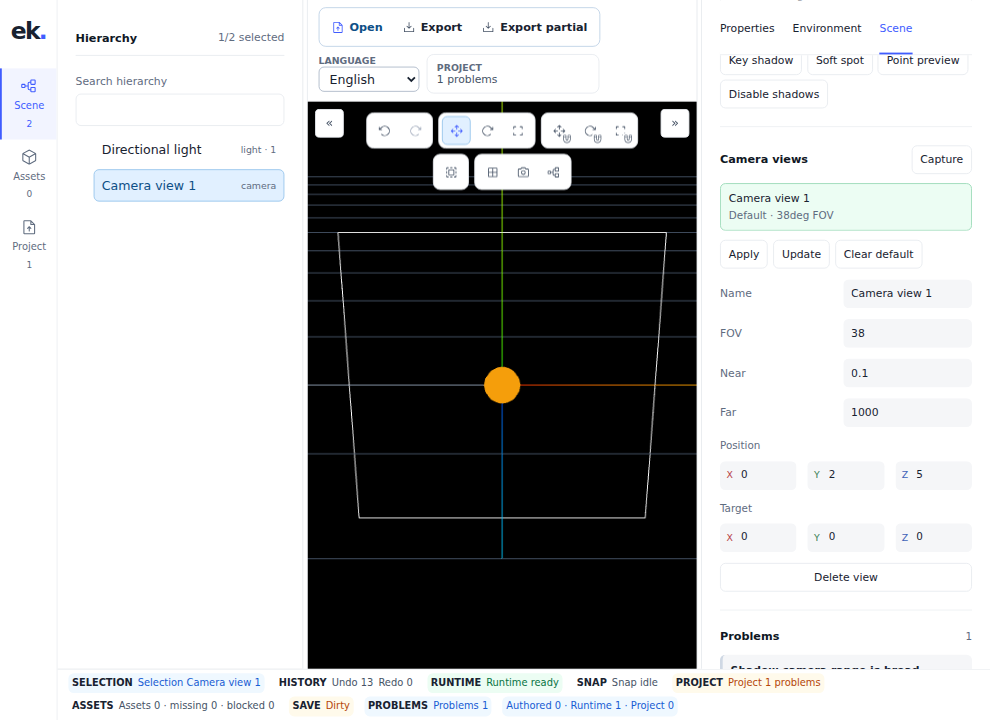 ek.
Scene
2
Assets
0
Project
1
Hierarchy
1/2 selected
Search hierarchy
Directional light
light · 1
Camera view 1
camera
Open
Export
Export partial
LANGUAGE
English
PROJECT
1 problems
«
»
Properties
Environment
Scene
Key shadow
Soft spot
Point preview
Disable shadows
Camera views
Capture
Camera view 1
Default · 38deg FOV
Apply
Update
Clear default
Name
Camera view 1
FOV
38
Near
0.1
Far
1000
Position
X 0
Y 2
Z 5
Target
X 0
Y 0
Z 0
Delete view
Problems
1
Shadow camera range is broad
SELECTION Selection Camera view 1
HISTORY Undo 13 Redo 0
RUNTIME Runtime ready
SNAP Snap idle
PROJECT Project 1 problems
ASSETS Assets 0 · missing 0 · blocked 0
SAVE Dirty
PROBLEMS Problems 1
Authored 0 · Runtime 1 · Project 0